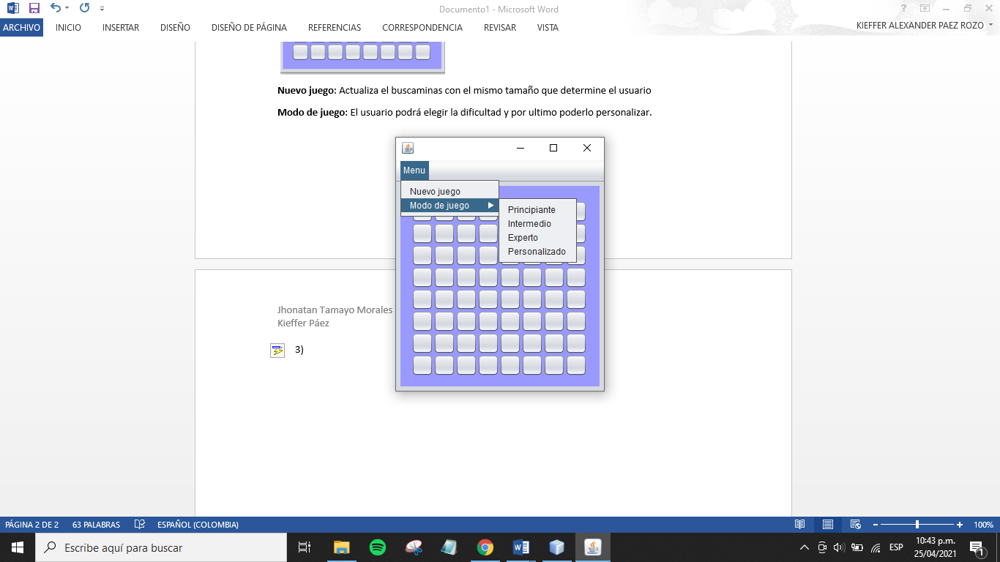 Documento1 - Microsoft Word
ARCHIVO INICIO INSERTAR DISEÑO DISEÑO DE PÁGINA REFERENCIAS CORRESPONDENCIA REVISAR VISTA KIEFFER ALEXANDER PAEZ ROZO
Nuevo juego: Actualiza el buscaminas con el mismo tamaño que determine el usuario
Modo de juego: El usuario podrá elegir la dificultad y por ultimo poderlo personalizar.
Menu
Nuevo juego
Modo de juego
Principiante
Intermedio
Experto
Personalizado
Jhonatan Tamayo Morales
Kieffer Páez
3)
PÁGINA 2 DE 2 63 PALABRAS ESPAÑOL (COLOMBIA) 100%
Escribe aquí para buscar
ESP
10:43 p.m.
25/04/2021
1